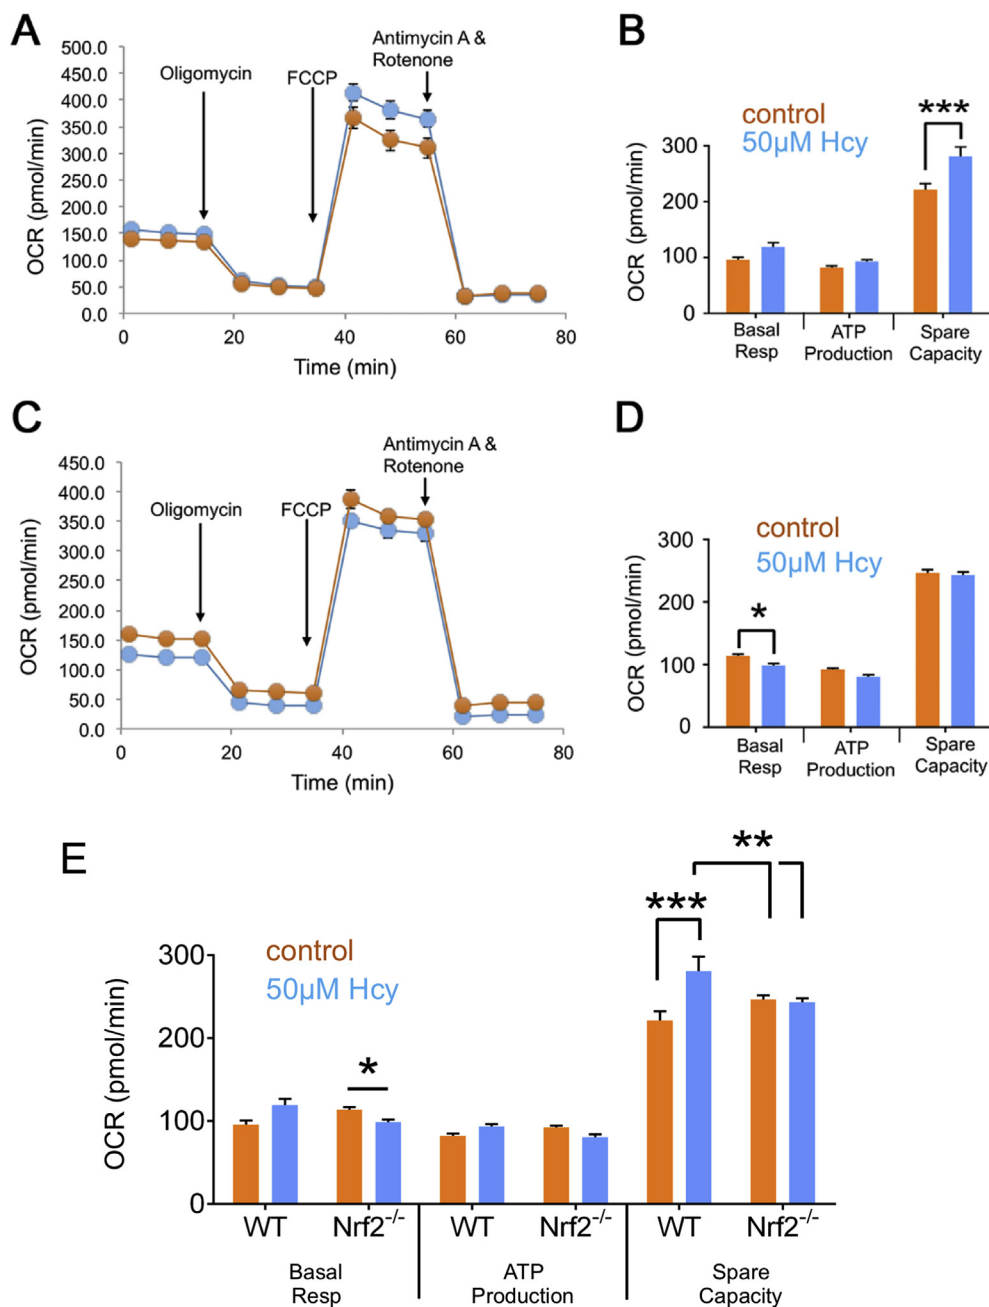 A
OCR (pmol/min)
500.0
450.0
400.0
350.0
300.0
250.0
200.0
150.0
100.0
50.0
0.0
Oligomycin
FCCP
Antimycin A &
Rotenone
0
20
40
60
80
Time (min)
B
control
50µM Hcy
***
OCR (pmol/min)
300
200
100
0
Basal
Resp
ATP
Production
Spare
Capacity
C
OCR (pmol/min)
450.0
400.0
350.0
300.0
250.0
200.0
150.0
100.0
50.0
0.0
Oligomycin
FCCP
Antimycin A &
Rotenone
0
20
40
60
80
Time (min)
D
control
50µM Hcy
*
OCR (pmol/min)
300
200
100
0
Basal
Resp
ATP
Production
Spare
Capacity
E
control
50µM Hcy
*
***
**
OCR (pmol/min)
300
200
100
0
WT
Nrf2-/-
WT
Nrf2-/-
WT
Nrf2-/-
Basal
Resp
ATP
Production
Spare
Capacity